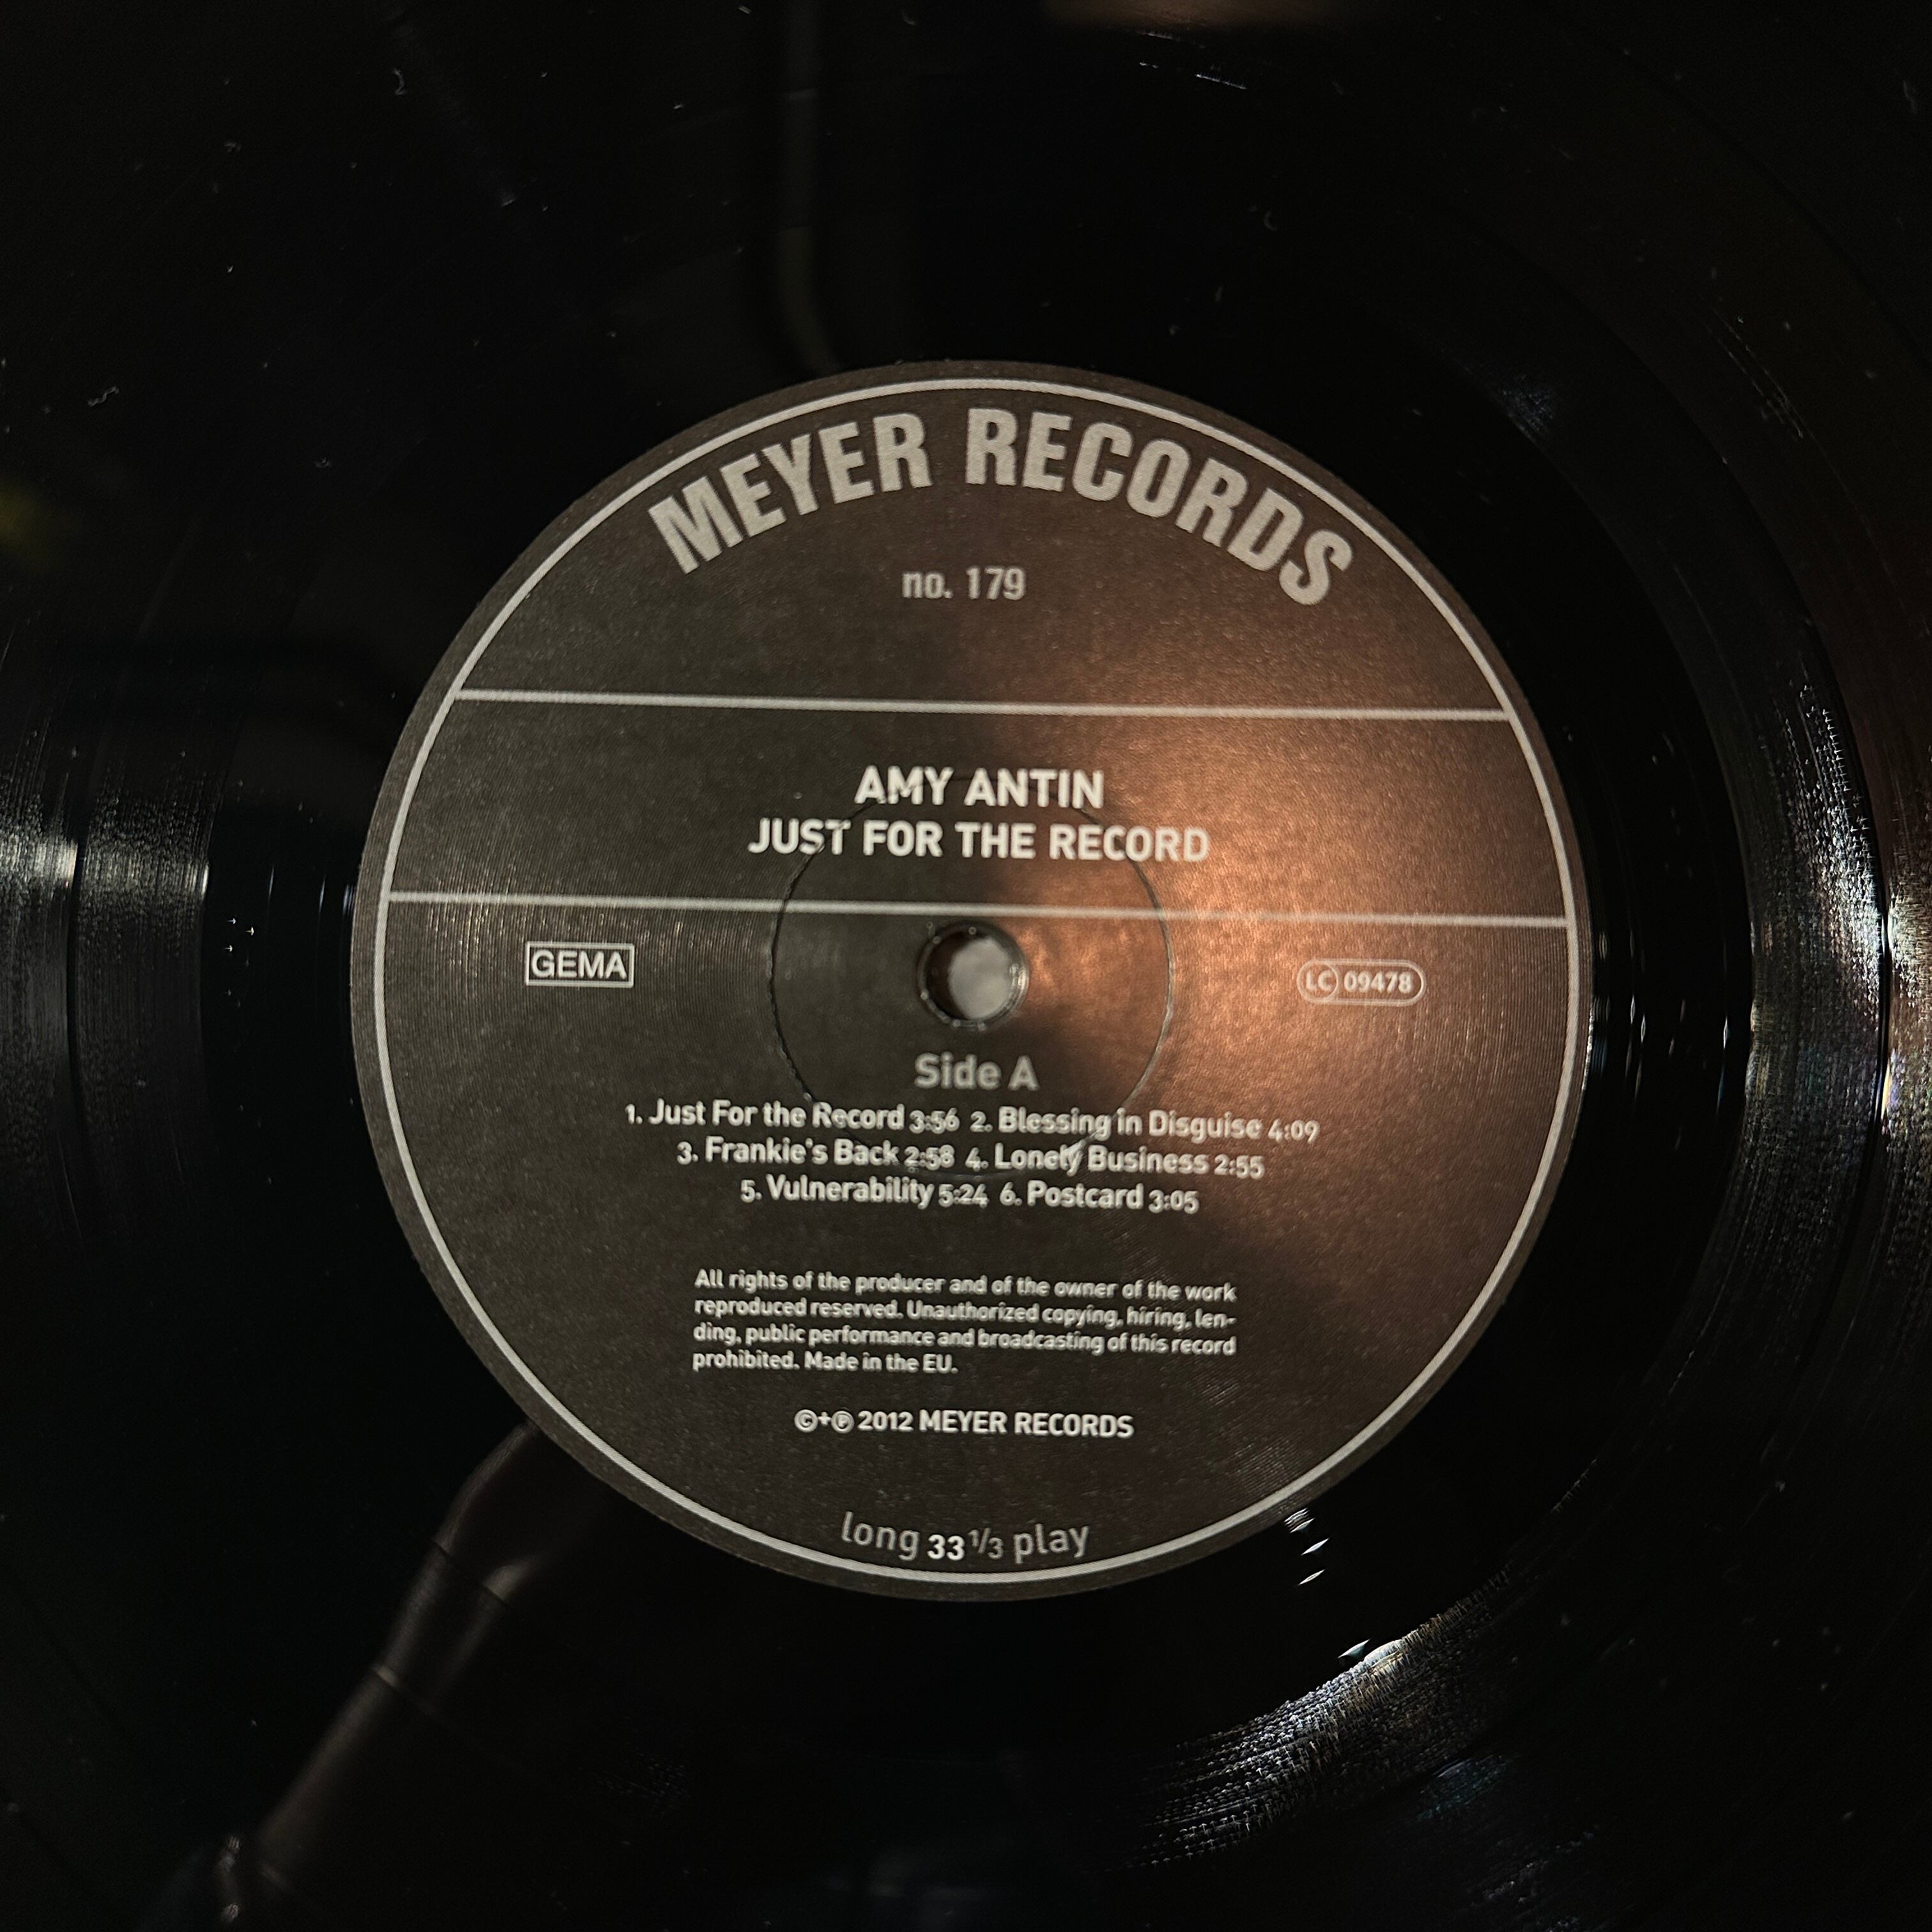 MEYER RECORDS
no. 179
AMY ANTIN
JUST FOR THE RECORD
GEMA
LC 09478
Side A
1. Just For the Record 3:56 2. Blessing in Disguise 4:09
3. Frankie's Back 2:58 4. Lonely Business 2:55
5. Vulnerability 5:24 6. Postcard 3:05
All rights of the producer and of the owner of the work
reproduced reserved. Unauthorized copying, hiring, len-
ding, public performance and broadcasting of this record
prohibited. Made in the EU.
©+℗ 2012 MEYER RECORDS
long 33 1/3 play